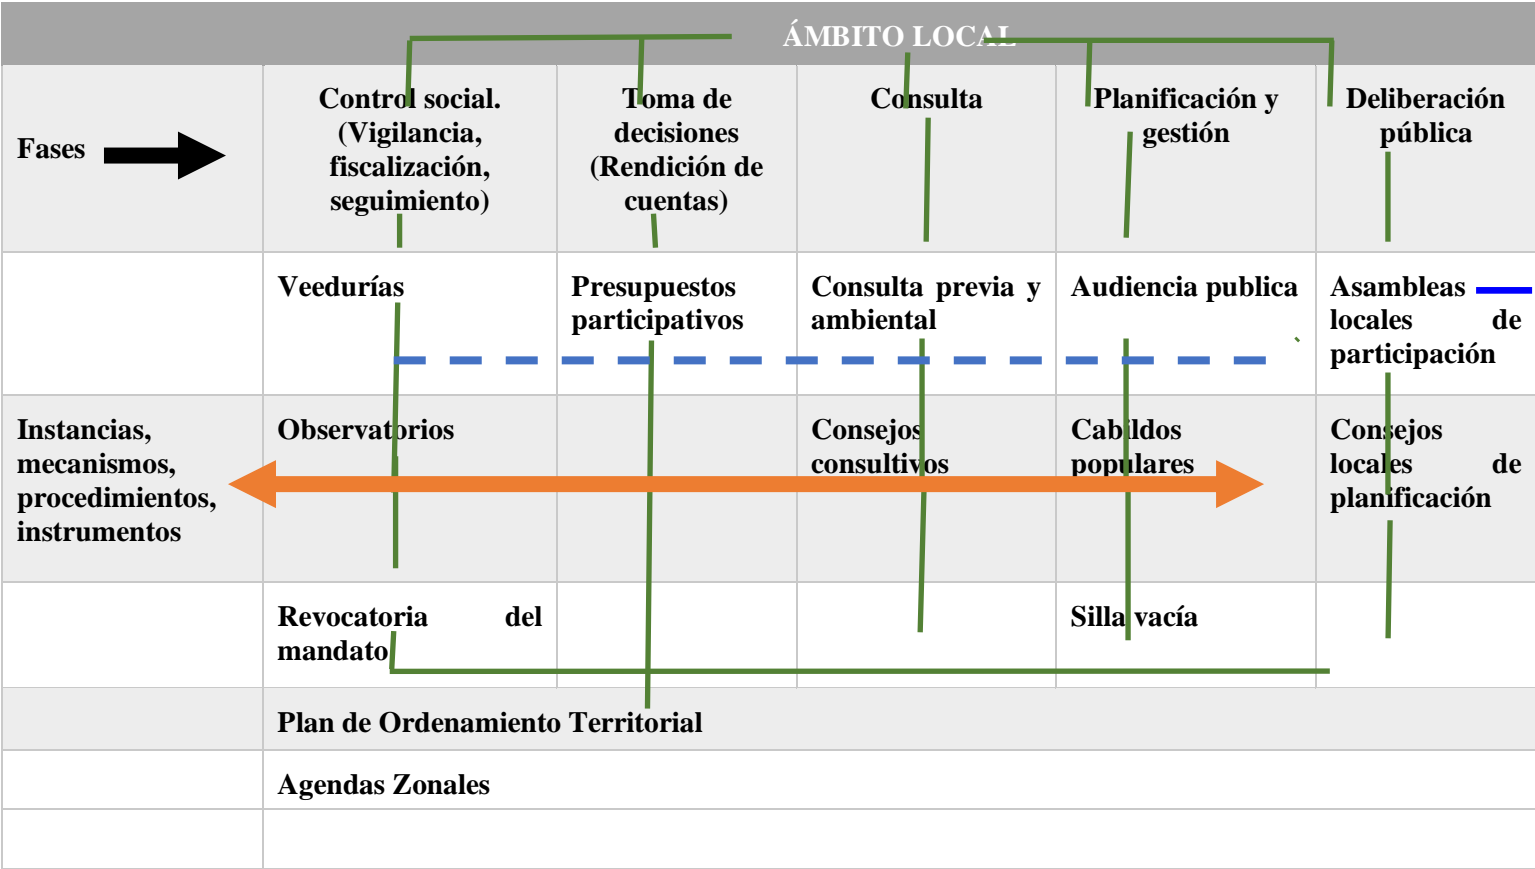 ÁMBITO LOCAL
Fases
Control social.
(Vigilancia,
fiscalización,
seguimiento)
Toma de
decisiones
(Rendición de
cuentas)
Consulta
Planificación y
gestión
Deliberación
pública
Veedurías
Presupuestos
participativos
Consulta previa y
ambiental
Audiencia publica
Asambleas
locales de
participación
Instancias,
mecanismos,
procedimientos,
instrumentos
Observatorios
Consejos
consultivos
Cabildos
populares
Consejos
locales de
planificación
Revocatoria del
mandato
Silla vacía
Plan de Ordenamiento Territorial
Agendas Zonales